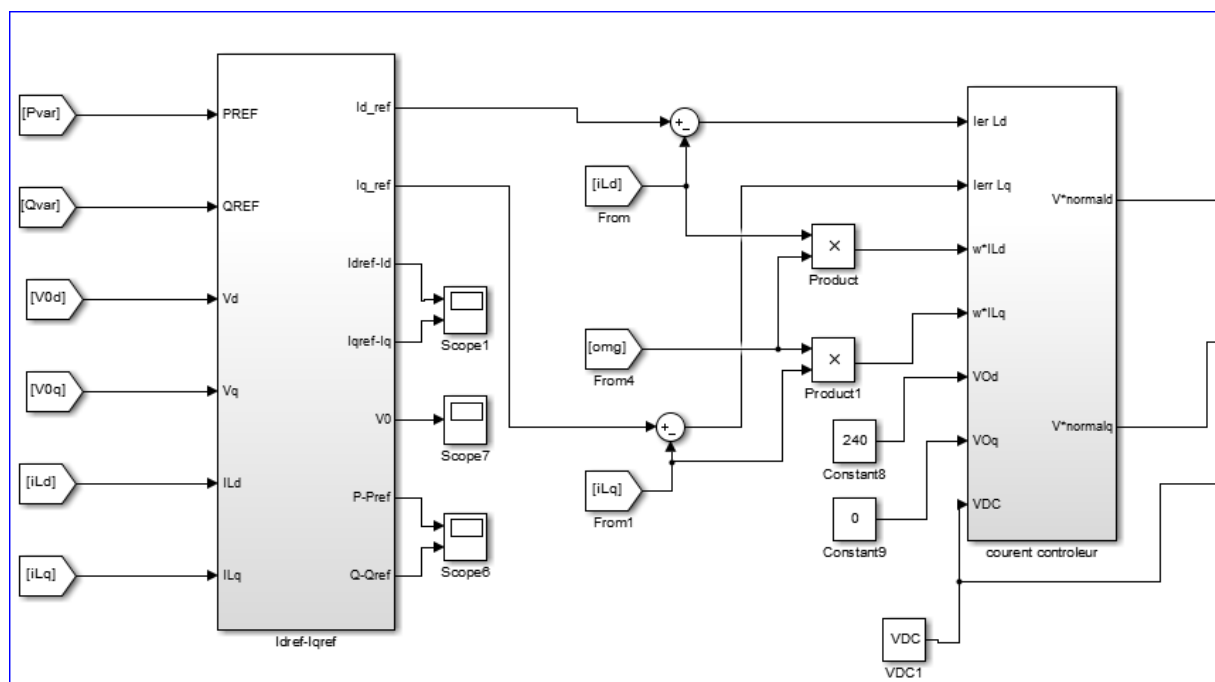 [Pvar]
[Qvar]
[V0d]
[V0q]
[iLd]
[iLq]
PREF
QREF
Vd
Vq
ILd
ILq
Id_ref
Iq_ref
Idref-Id
Iqref-Iq
V0
P-Pref
Q-Qref
Idref-Iqref
Scope1
Scope7
Scope6
+
-
[iLd]
From
×
Product
[omg]
From4
×
Product1
+
-
[iLq]
From1
240
Constant8
0
Constant9
VDC
VDC1
Ier Ld
Ierr Lq
w*ILd
w*ILq
VOd
VOq
VDC
V*normald
V*normalq
courent controleur